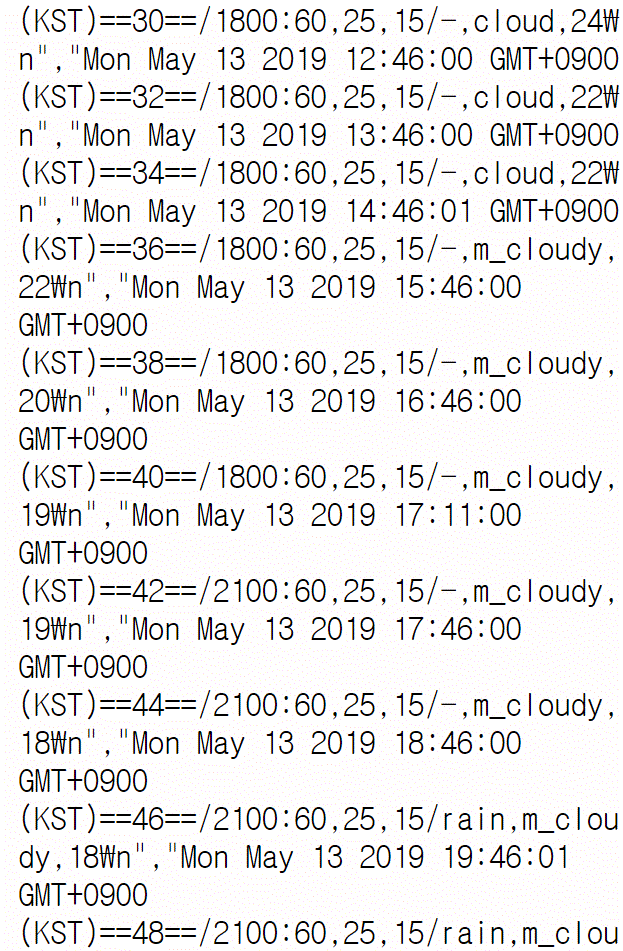 (KST)==30==/1800:60,25,15/-,cloud,24₩
n","Mon May 13 2019 12:46:00 GMT+0900
(KST)==32==/1800:60,25,15/-,cloud,22₩
n","Mon May 13 2019 13:46:00 GMT+0900
(KST)==34==/1800:60,25,15/-,cloud,22₩
n","Mon May 13 2019 14:46:01 GMT+0900
(KST)==36==/1800:60,25,15/-,m_cloudy,
22₩n","Mon May 13 2019 15:46:00
GMT+0900
(KST)==38==/1800:60,25,15/-,m_cloudy,
20₩n","Mon May 13 2019 16:46:00
GMT+0900
(KST)==40==/1800:60,25,15/-,m_cloudy,
19₩n","Mon May 13 2019 17:11:00
GMT+0900
(KST)==42==/2100:60,25,15/-,m_cloudy,
19₩n","Mon May 13 2019 17:46:00
GMT+0900
(KST)==44==/2100:60,25,15/-,m_cloudy,
18₩n","Mon May 13 2019 18:46:00
GMT+0900
(KST)==46==/2100:60,25,15/rain,m_clou
dy,18₩n","Mon May 13 2019 19:46:01
GMT+0900
(KST)==48==/2100:60,25,15/rain,m_clou